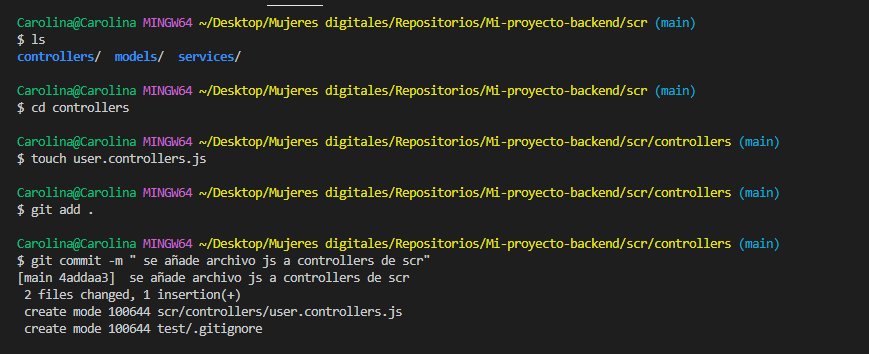 Carolina@Carolina MINGW64 ~/Desktop/Mujeres digitales/Repositorios/Mi-proyecto-backend/scr (main)
$ ls
controllers/  models/  services/
Carolina@Carolina MINGW64 ~/Desktop/Mujeres digitales/Repositorios/Mi-proyecto-backend/scr (main)
$ cd controllers
Carolina@Carolina MINGW64 ~/Desktop/Mujeres digitales/Repositorios/Mi-proyecto-backend/scr/controllers (main)
$ touch user.controllers.js
Carolina@Carolina MINGW64 ~/Desktop/Mujeres digitales/Repositorios/Mi-proyecto-backend/scr/controllers (main)
$ git add .
Carolina@Carolina MINGW64 ~/Desktop/Mujeres digitales/Repositorios/Mi-proyecto-backend/scr/controllers (main)
$ git commit -m " se añade archivo js a controllers de scr"
[main 4addaa3]  se añade archivo js a controllers de scr
 2 files changed, 1 insertion(+)
 create mode 100644 scr/controllers/user.controllers.js
 create mode 100644 test/.gitignore